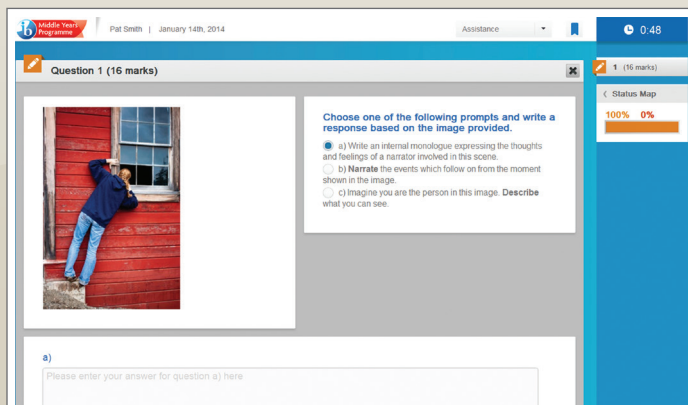 Middle Years
Programme
Pat Smith | January 14th, 2014
Assistance
0:48
Question 1 (16 marks)
1 (16 marks)
Status Map
100% 0%
Choose one of the following prompts and write a
response based on the image provided.
a) Write an internal monologue expressing the thoughts
and feelings of a narrator involved in this scene.
b) Narrate the events which follow on from the moment
shown in the image.
c) Imagine you are the person in this image. Describe
what you can see.
a)
Please enter your answer for question a) here